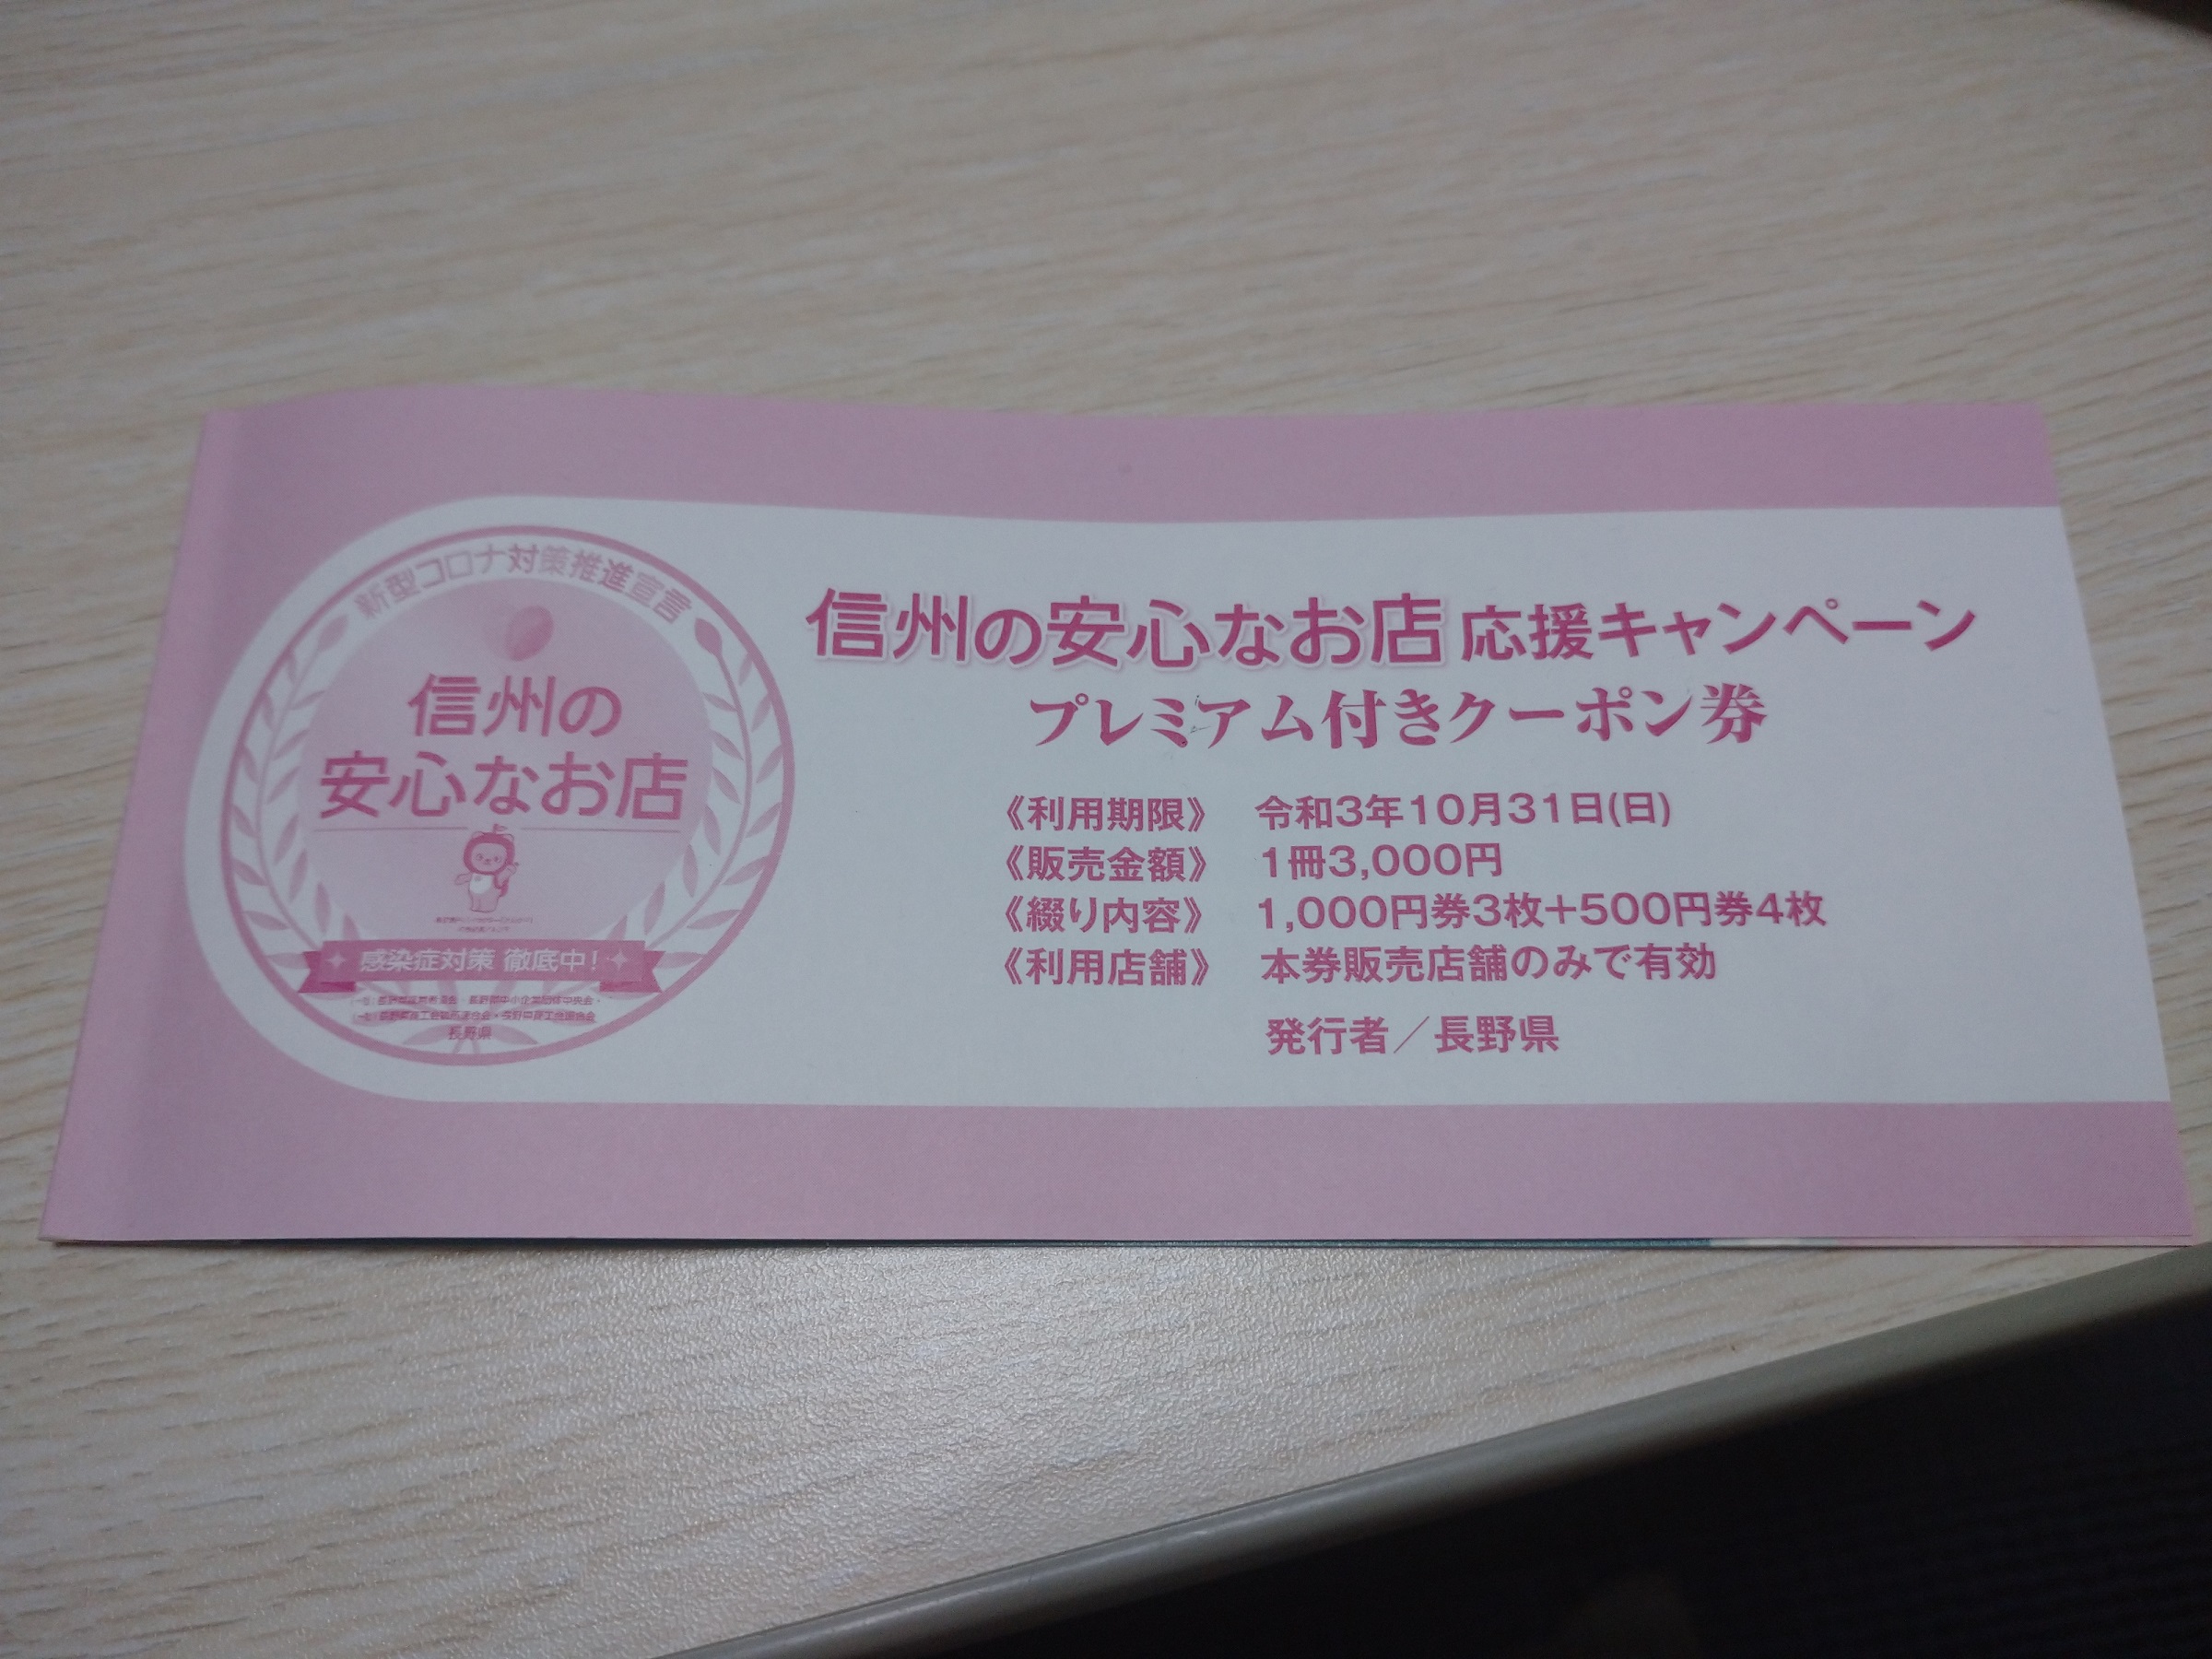 新型コロナ対策推進宣言
信州の
安心なお店
感染症対策 徹底中!
長野県
信州の安心なお店応援キャンペーン
プレミアム付きクーポン券
《利用期限》 令和3年10月31日(日)
《販売金額》 1冊3,000円
《綴り内容》 1,000円券3枚+500円券4枚
《利用店舗》 本券販売店舗のみで有効
発行者/長野県